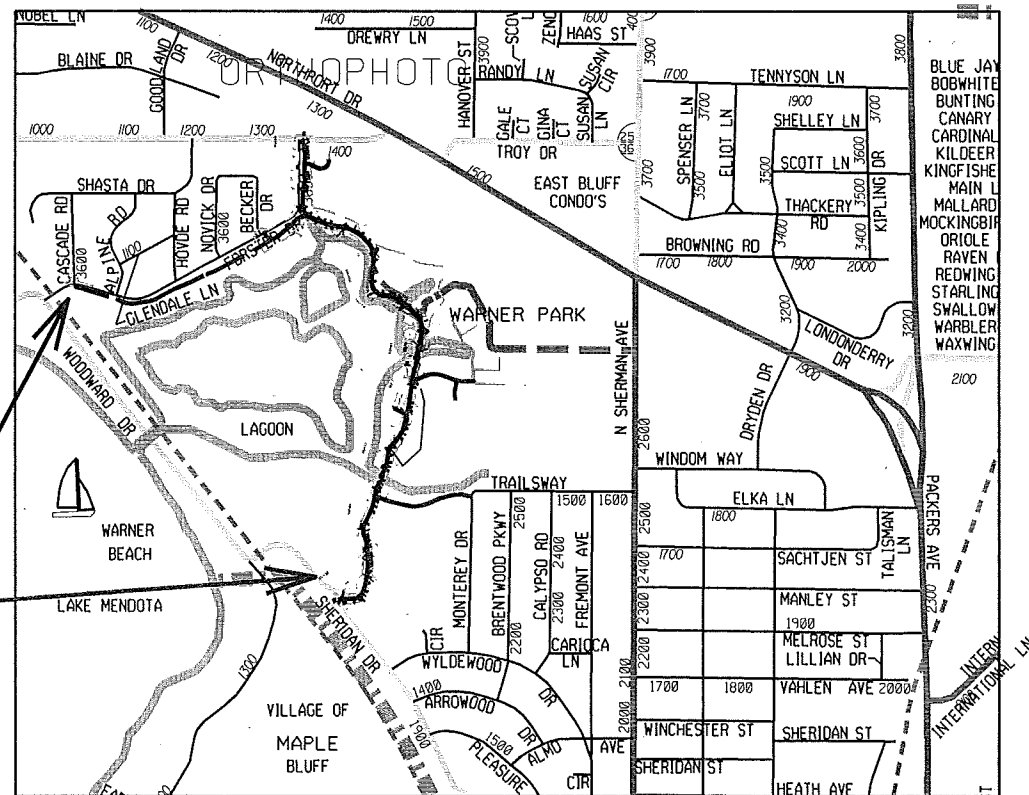 NOBEL LN
1100
1400
1500
DREWRY LN
HANOVER ST
3900
1600
HAAS ST
3900
3800
BLAINE DR
GOODLAND DR
1200
NORTHPORT DR
ORTHOPHOTO
1300
RANDY LN
SUSAN CIR
SUSAN LN
GALE CT
GINA CT
TROY DR
1700
TENNYSON LN
1900
SHELLEY LN
3700
3700
SPENSER LN
ELIOT LN
3600
SCOTT LN
KIPLING DR
3500
3500
3500
3700
THACKERY RD
3400
3400
BROWNING RD
1700
1800
1900
2000
BLUE JAY
BOBWHITE
BUNTING
CANARY
CARDINAL
KILDEER
KINGFISHE
MAIN L
MALLARD
MOCKINGBIR
ORIOLE
RAVEN
REDWING
STARLING
SWALLOW
WARBLER
WAXWING
1000
1100
1200
1300
1400
1500
EAST BLUFF
CONDO'S
SHASTA DR
CASCADE RD
3600
ALPINE RD
1100
HOVDE RD
NOVICK DR
3600
BECKER DR
FORSTER DR
GLENDALE LN
WARNER PARK
N SHERMAN AVE
3200
LONDONDERRY DR
3200
1900
2100
DRYDEN DR
WOODWARD DR
LAGOON
2600
WINDOM WAY
ELKA LN
1800
TRAILSWAY
1500
1600
2500
2500
1700
SACHTJEN ST
TALISMAN LN
PACKERS AVE
2300
WARNER
BEACH
LAKE MENDOTA
MONTEREY DR
BRENTWOOD PKWY
2200
CALYPSO RD
2400
2300
FREMONT AVE
2400
2300
2200
2100
2000
MANLEY ST
1900
MELROSE ST
LILLIAN DR
1700
1800
VAHLEN AVE
2000
INTERN
INTERNATIONAL LN
SHERIDAN DR
1300
CIR
WYLDEWOOD DR
CARIOCA LN
1400
ARROWOOD DR
1900
1500
PLEASURE
ALMO AVE
CIR
VILLAGE OF
MAPLE
BLUFF
WINCHESTER ST
SHERIDAN ST
SHERIDAN ST
HEATH AVE